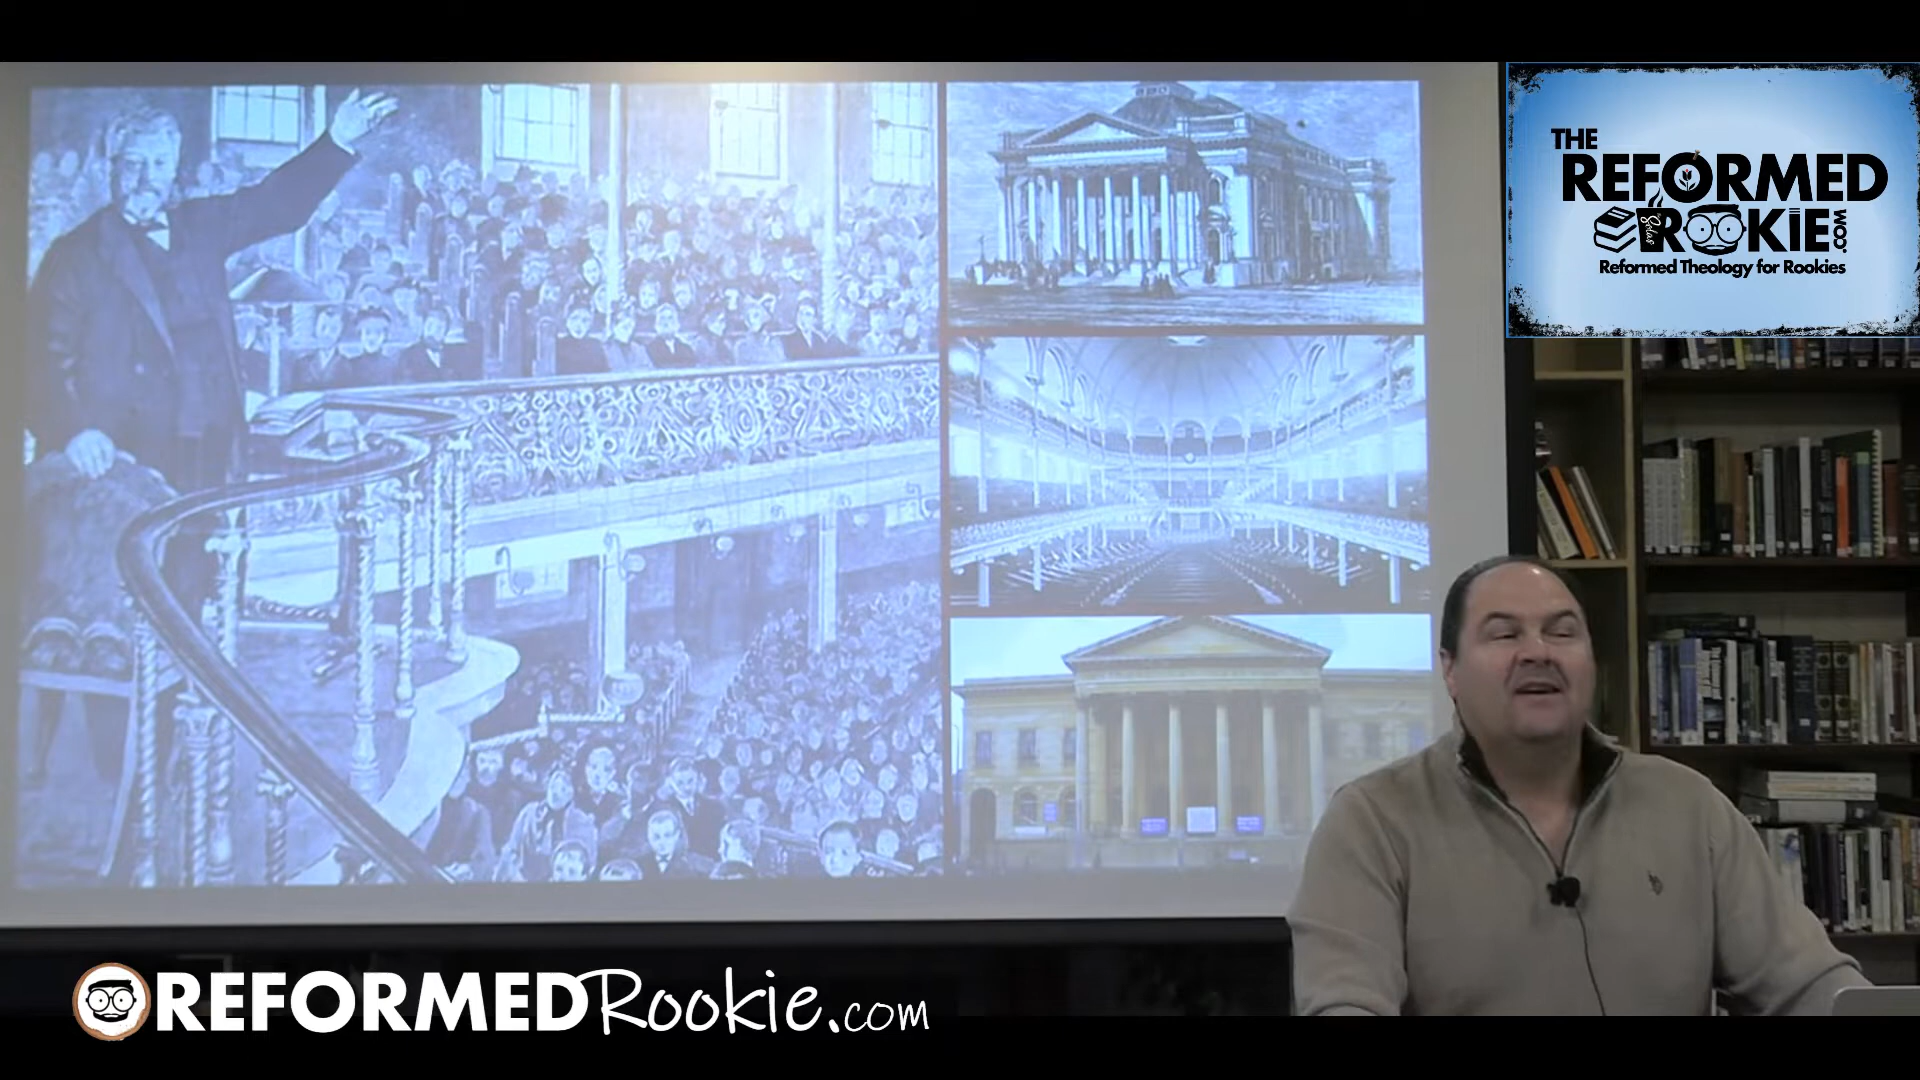 THE
REFORMED
ROOKIE.COM
Reformed Theology for Rookies
REFORMEDRookie.com